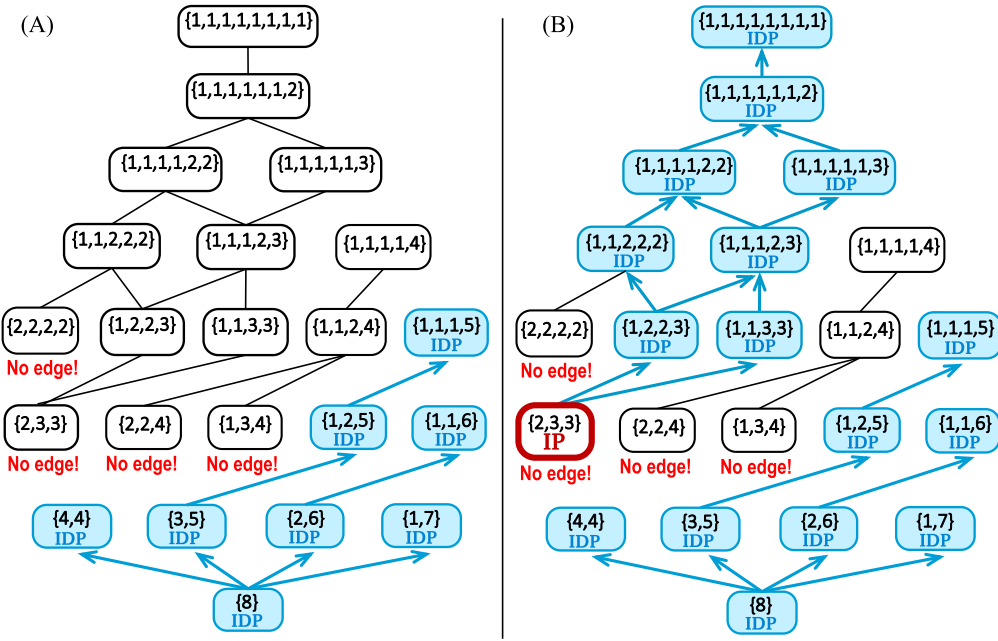 (A)
{1,1,1,1,1,1,1,1}
{1,1,1,1,1,1,2}
{1,1,1,1,2,2}
{1,1,1,1,1,3}
{1,1,2,2,2}
{1,1,1,2,3}
{1,1,1,1,4}
{2,2,2,2}
No edge!
{1,2,2,3}
{1,1,3,3}
{1,1,2,4}
{1,1,1,5}
IDP
{2,3,3}
No edge!
{2,2,4}
No edge!
{1,3,4}
No edge!
{1,2,5}
IDP
{1,1,6}
IDP
{4,4}
IDP
{3,5}
IDP
{2,6}
IDP
{1,7}
IDP
{8}
IDP
(B)
{1,1,1,1,1,1,1,1}
IDP
{1,1,1,1,1,1,2}
IDP
{1,1,1,1,2,2}
IDP
{1,1,1,1,1,3}
IDP
{1,1,2,2,2}
IDP
{1,1,1,2,3}
IDP
{1,1,1,1,4}
{2,2,2,2}
No edge!
{1,2,2,3}
IDP
{1,1,3,3}
IDP
{1,1,2,4}
{1,1,1,5}
IDP
{2,3,3}
IP
No edge!
{2,2,4}
No edge!
{1,3,4}
No edge!
{1,2,5}
IDP
{1,1,6}
IDP
{4,4}
IDP
{3,5}
IDP
{2,6}
IDP
{1,7}
IDP
{8}
IDP